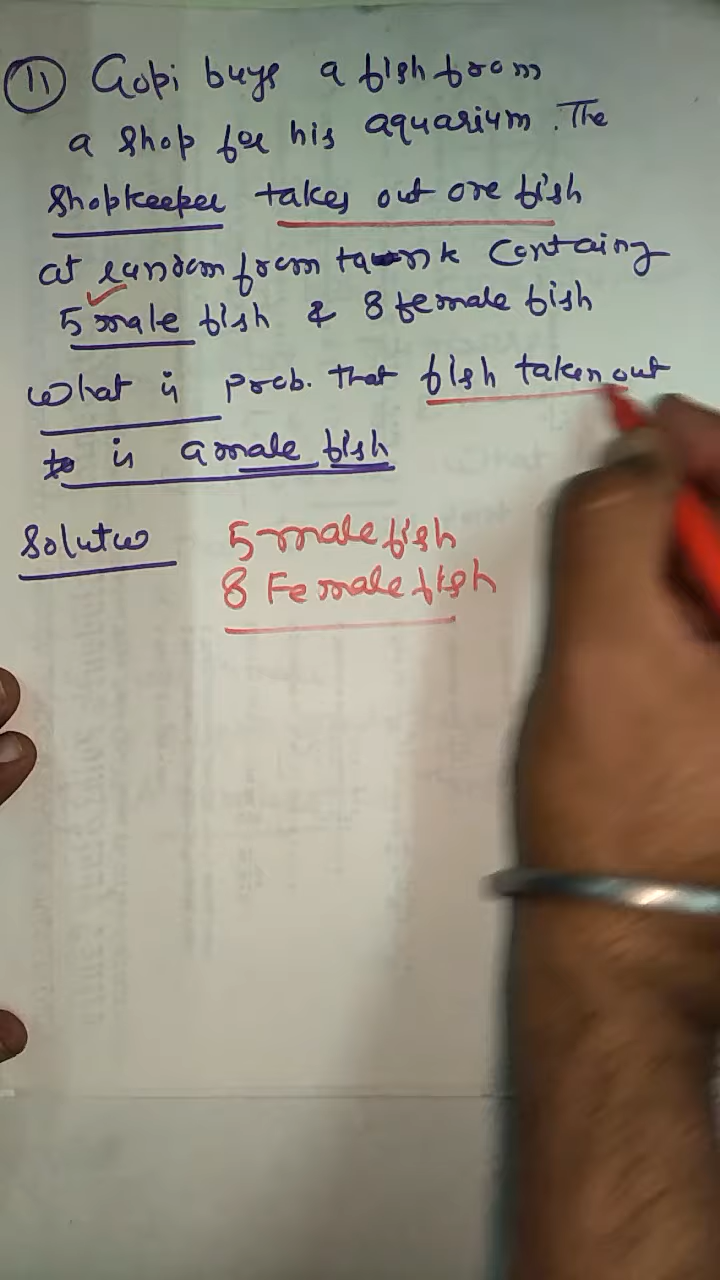 11 Gopi buys a fish from
a shop for his aquarium. The
shopkeeper takes out one fish
at random from tank Containg
5 male fish & 8 female fish
What is prob. that fish taken out
is a male fish
Solution 5 male fish
8 Female fish